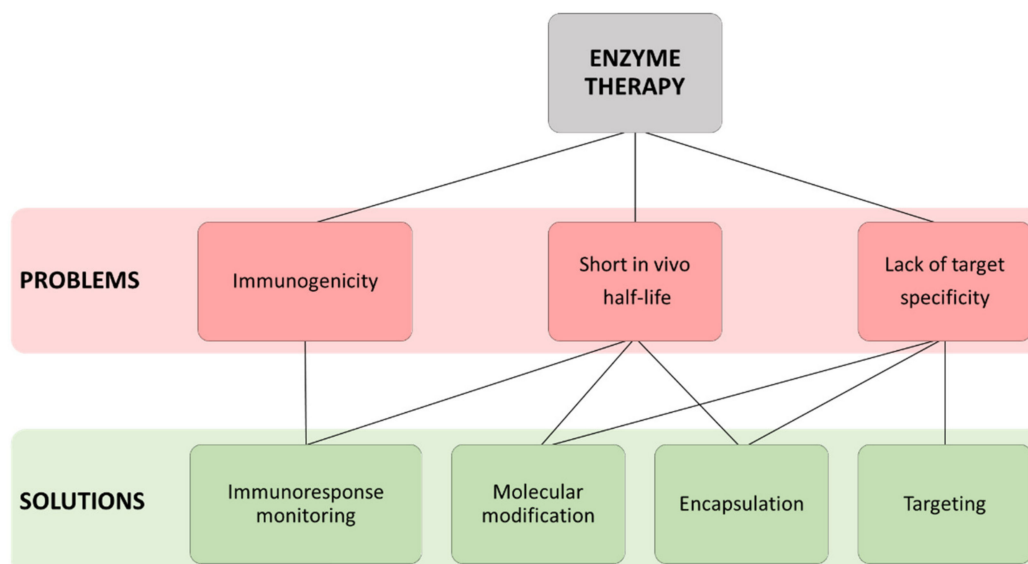 ENZYME
THERAPY
PROBLEMS
Immunogenicity
Short in vivo
half-life
Lack of target
specificity
SOLUTIONS
Immunoresponse
monitoring
Molecular
modification
Encapsulation
Targeting